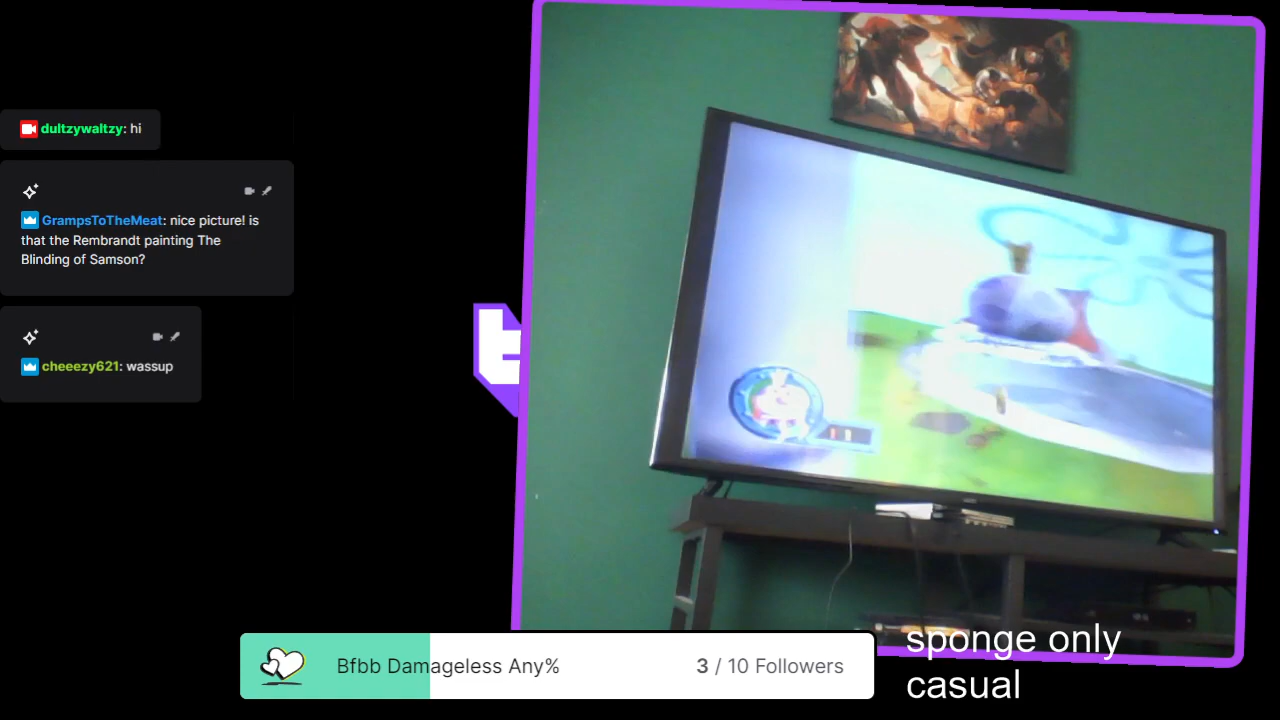 dultzywaltzy: hi
GrampsToTheMeat: nice picture! is
that the Rembrandt painting The
Blinding of Samson?
cheeezy621: wassup
Bfbb Damageless Any%
3 / 10 Followers
sponge only
casual